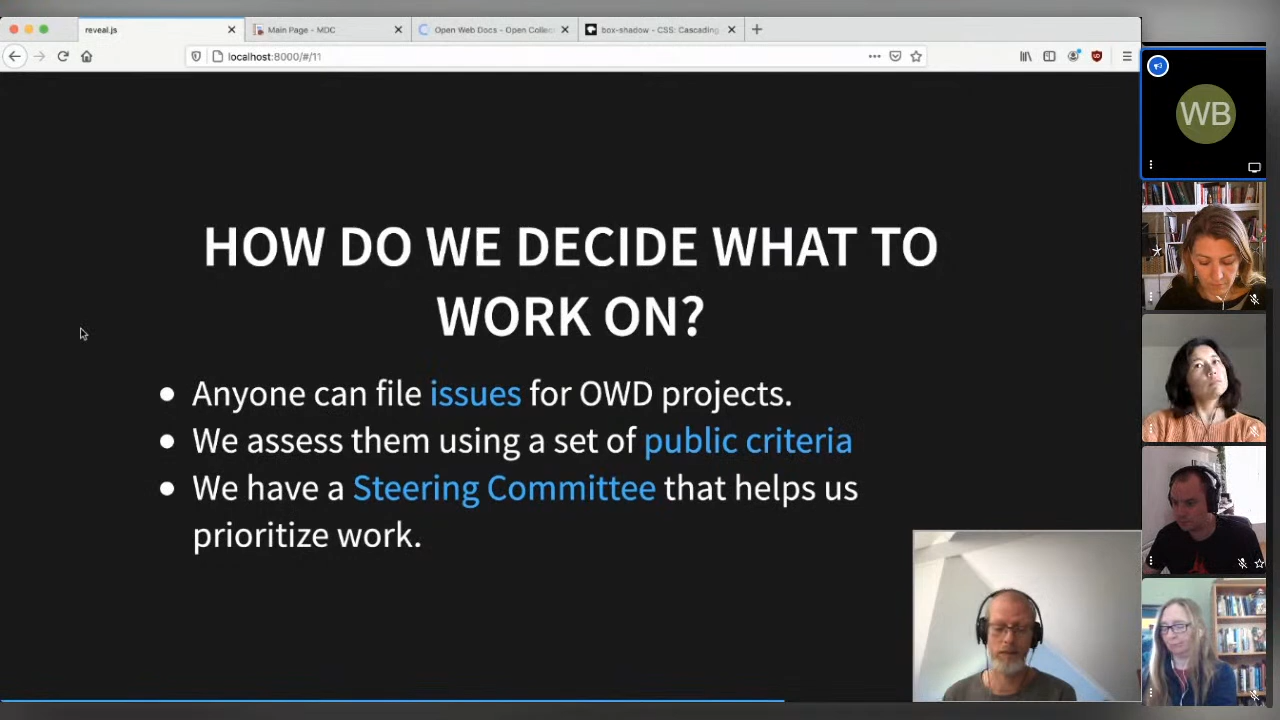 reveal.js
Main Page - MDC
Open Web Docs - Open Collec
box-shadow - CSS: Cascading
localhost:8000/#/11
WB
HOW DO WE DECIDE WHAT TO
WORK ON?
Anyone can file issues for OWD projects.
We assess them using a set of public criteria
We have a Steering Committee that helps us
prioritize work.